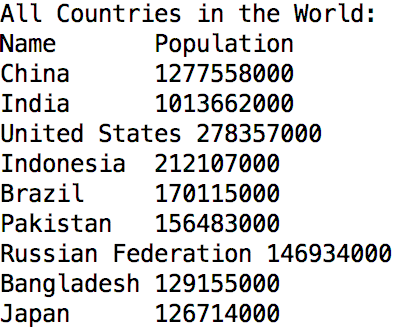 All Countries in the World:
Name       Population
China      1277558000
India      1013662000
United States 278357000
Indonesia  212107000
Brazil     170115000
Pakistan   156483000
Russian Federation 146934000
Bangladesh 129155000
Japan      126714000